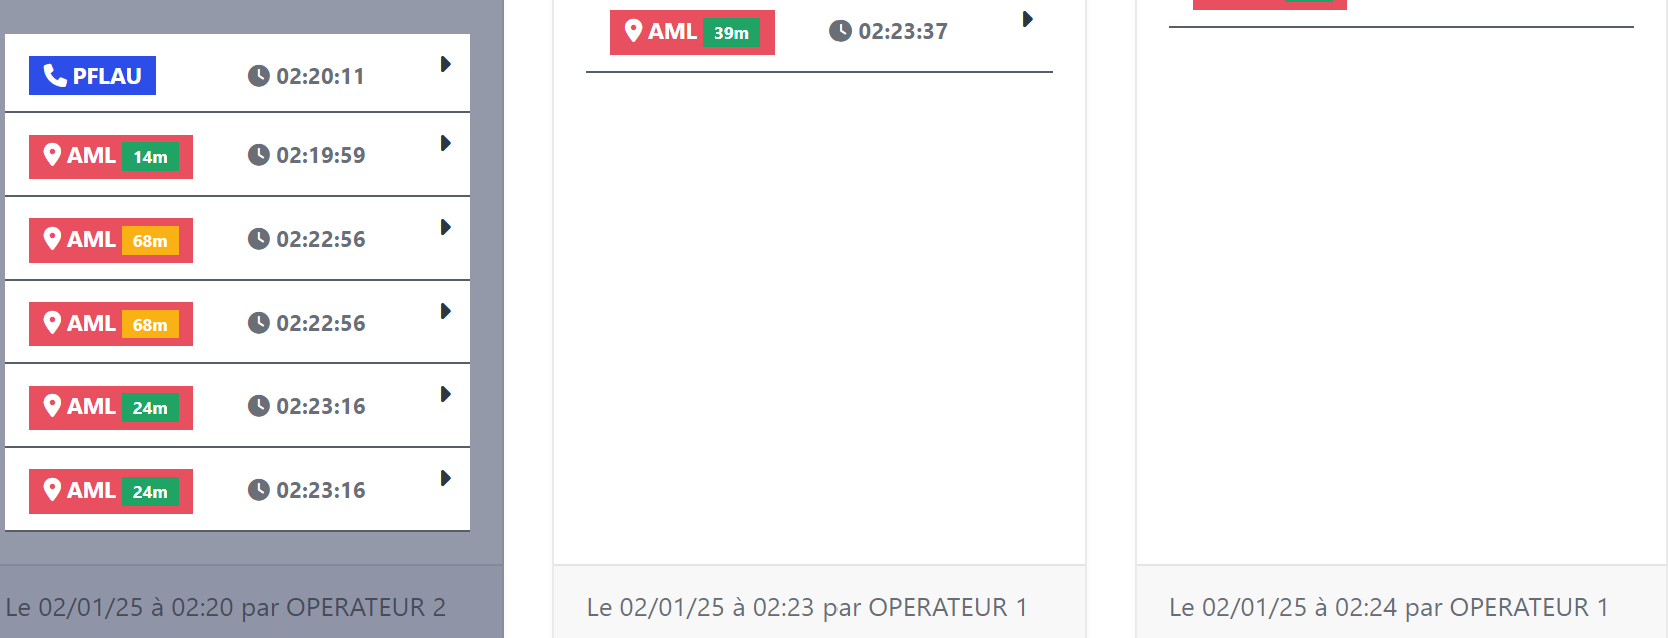 PFLAU 02:20:11
AML 14m 02:19:59
AML 68m 02:22:56
AML 68m 02:22:56
AML 24m 02:23:16
AML 24m 02:23:16
Le 02/01/25 à 02:20 par OPERATEUR 2
AML 39m 02:23:37
Le 02/01/25 à 02:23 par OPERATEUR 1
Le 02/01/25 à 02:24 par OPERATEUR 1